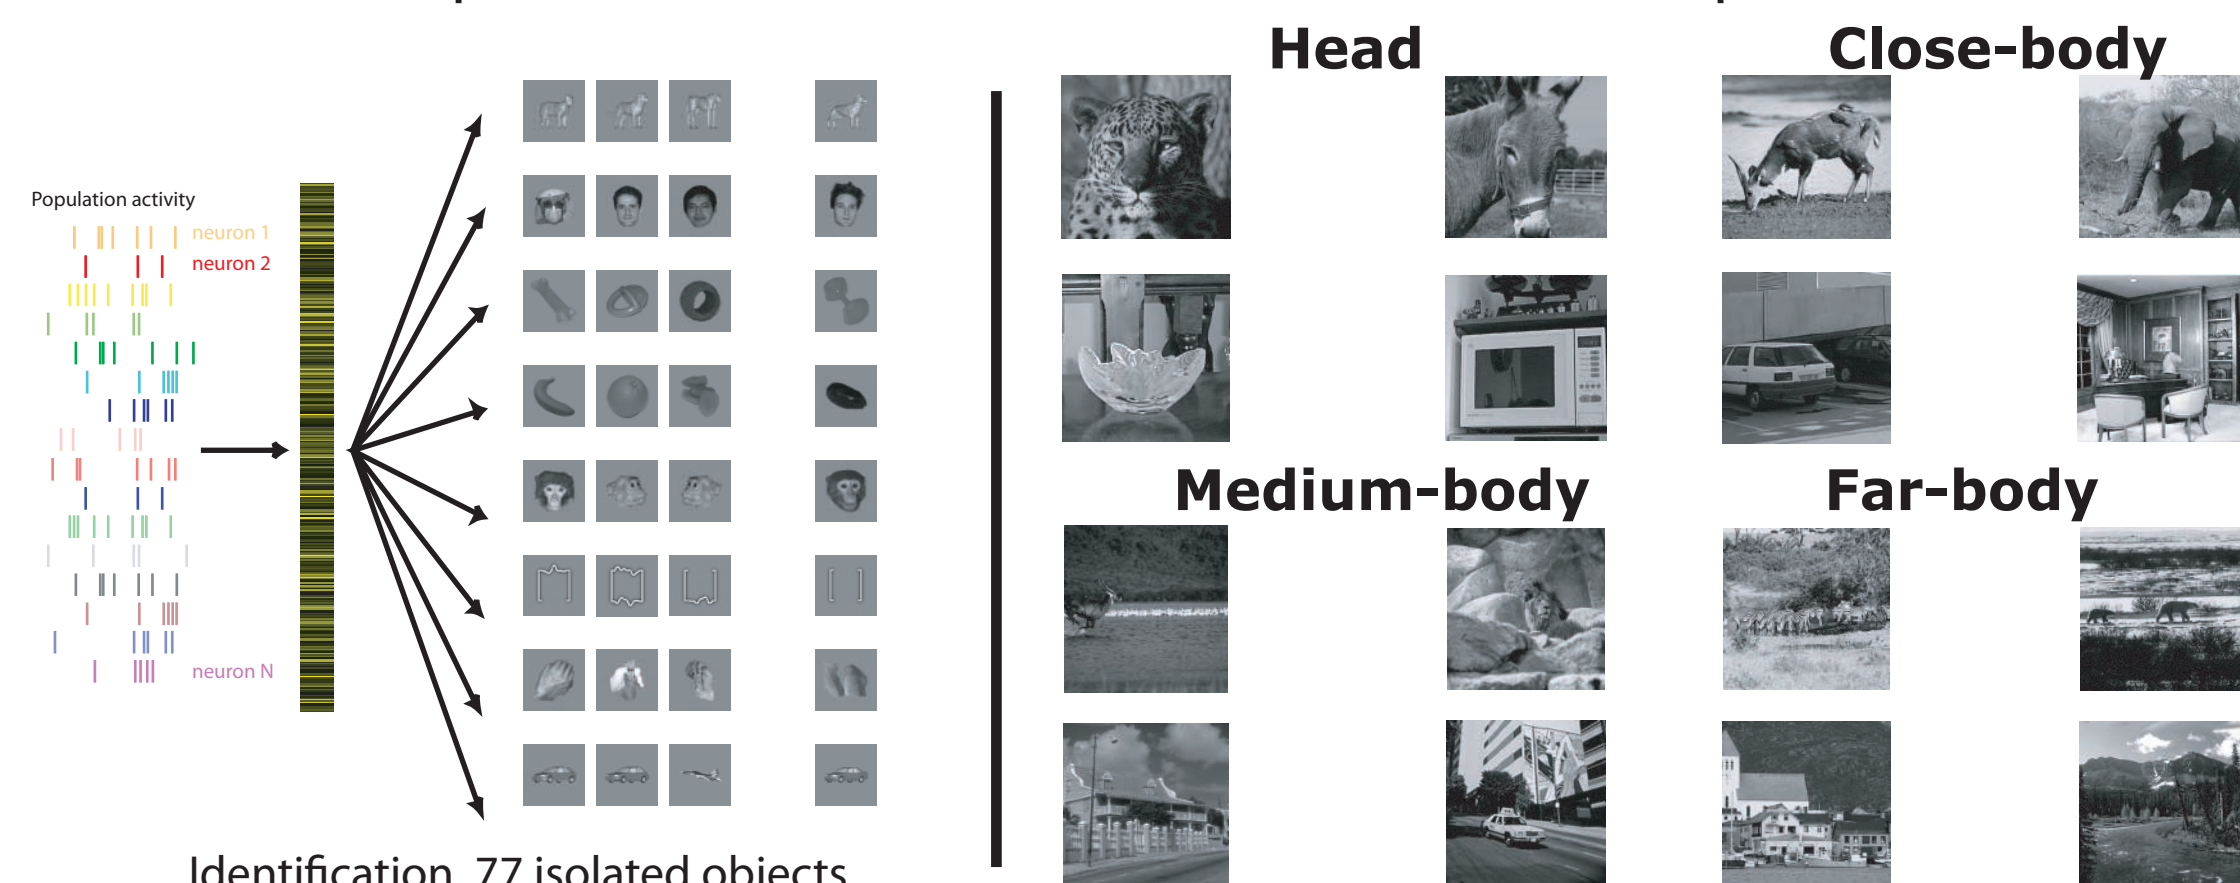 Population activity
neuron 1
neuron 2
neuron N
Identification, 77 isolated objects
Head
Close-body
Medium-body
Far-body